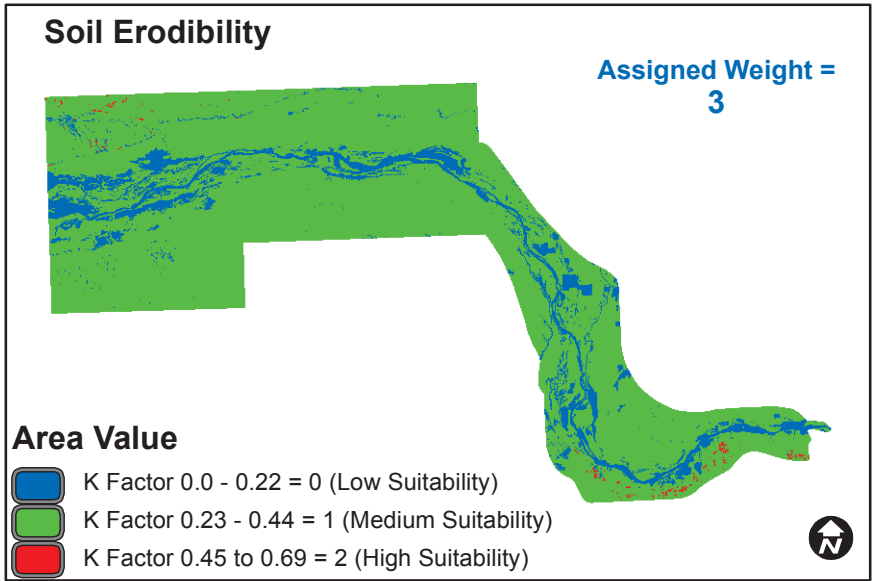 Soil Erodibility
Assigned Weight =
3
Area Value
K Factor 0.0 - 0.22 = 0 (Low Suitability)
K Factor 0.23 - 0.44 = 1 (Medium Suitability)
K Factor 0.45 to 0.69 = 2 (High Suitability)
N